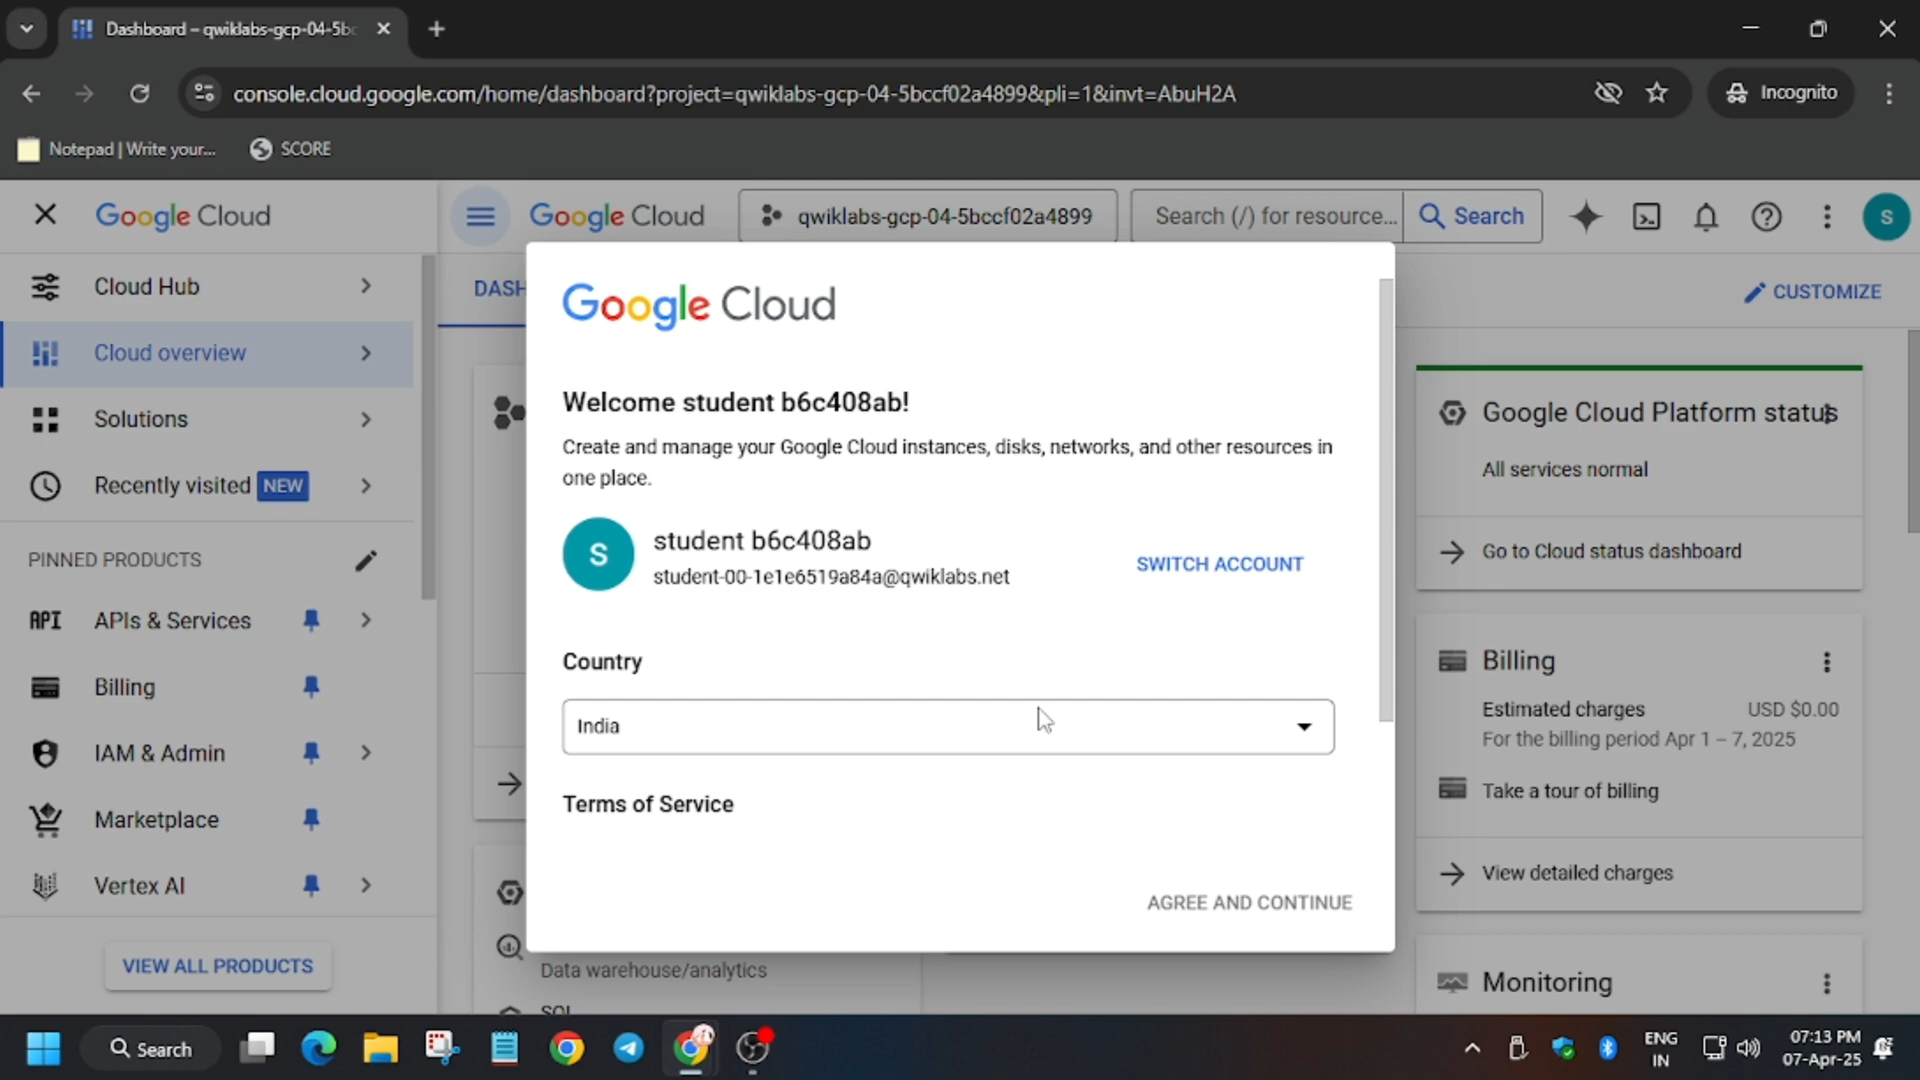 Dashboard – qwiklabs-gcp-04-5bc
console.cloud.google.com/home/dashboard?project=qwiklabs-gcp-04-5bccf02a4899&pli=1&invt=AbuH2A
Incognito
Notepad | Write your...
SCORE
Google Cloud
Google Cloud
qwiklabs-gcp-04-5bccf02a4899
Search (/) for resource...
Search
S
Cloud Hub
Cloud overview
Solutions
Recently visited NEW
PINNED PRODUCTS
API APIs & Services
Billing
IAM & Admin
Marketplace
Vertex AI
VIEW ALL PRODUCTS
DASH
CUSTOMIZE
Google Cloud
Welcome student b6c408ab!
Create and manage your Google Cloud instances, disks, networks, and other resources in
one place.
S
student b6c408ab
student-00-1e1e6519a84a@qwiklabs.net
SWITCH ACCOUNT
Country
India
Terms of Service
AGREE AND CONTINUE
Data warehouse/analytics
Google Cloud Platform status
All services normal
Go to Cloud status dashboard
Billing
Estimated charges USD $0.00
For the billing period Apr 1 – 7, 2025
Take a tour of billing
View detailed charges
Monitoring
Search
ENG
IN
07:13 PM
07-Apr-25